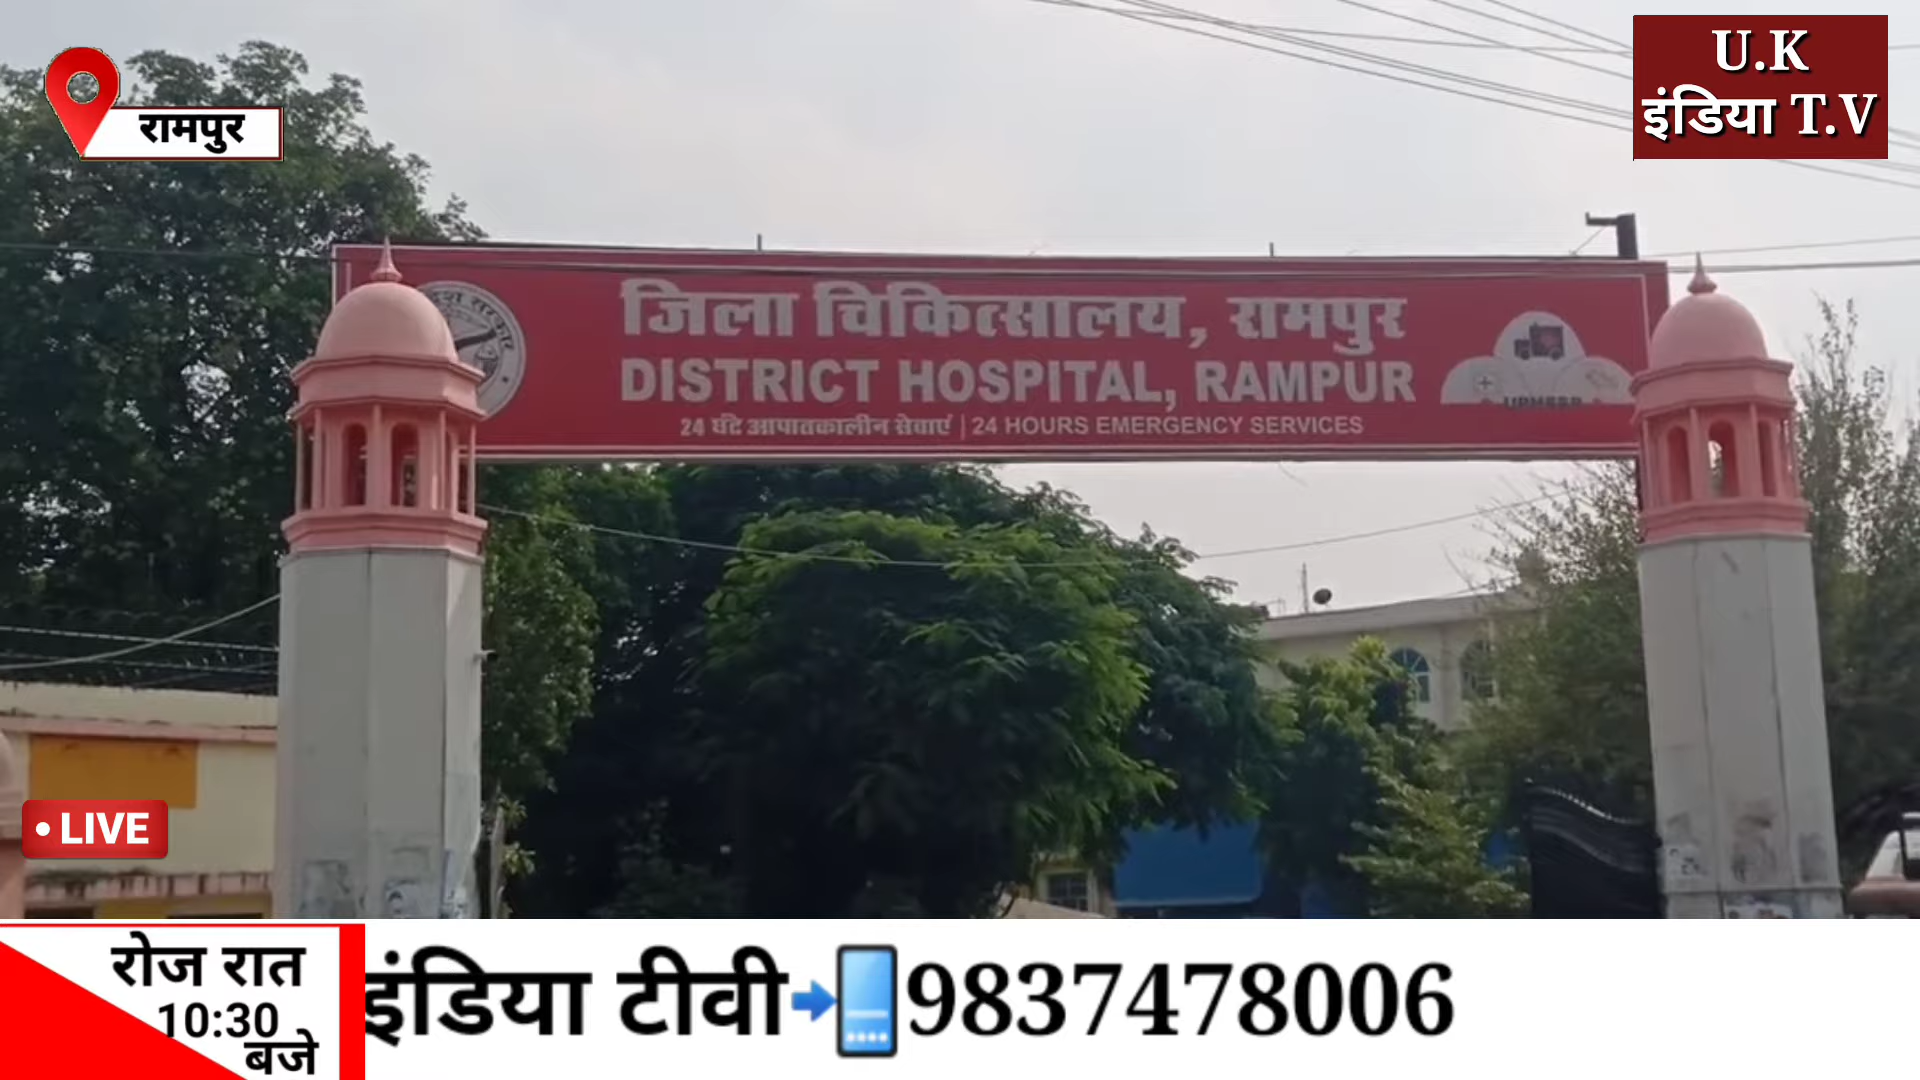 रामपुर
U.K
इंडिया T.V
जिला चिकित्सालय, रामपुर
DISTRICT HOSPITAL, RAMPUR
24 घंटे आपातकालीन सेवाएं | 24 HOURS EMERGENCY SERVICES
• LIVE
रोज रात
10:30
बजे
इंडिया टीवी 9837478006